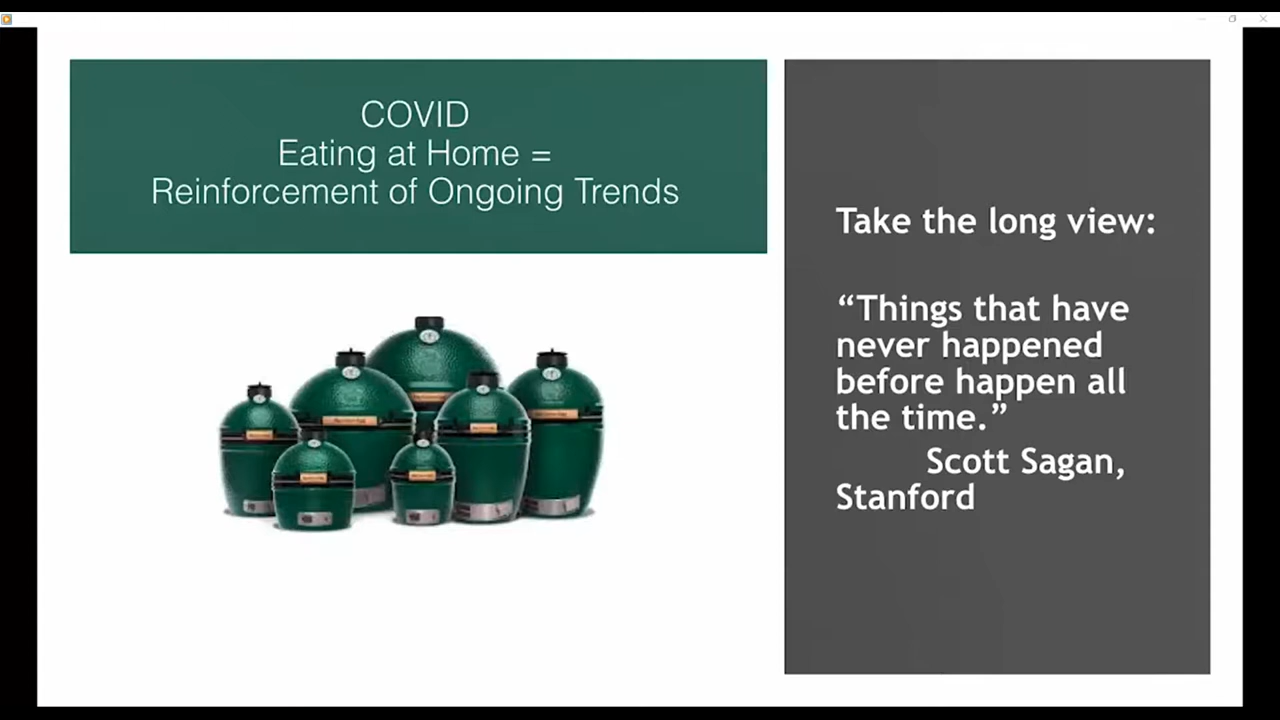 COVID
Eating at Home =
Reinforcement of Ongoing Trends
Take the long view:
“Things that have
never happened
before happen all
the time.”
Scott Sagan,
Stanford